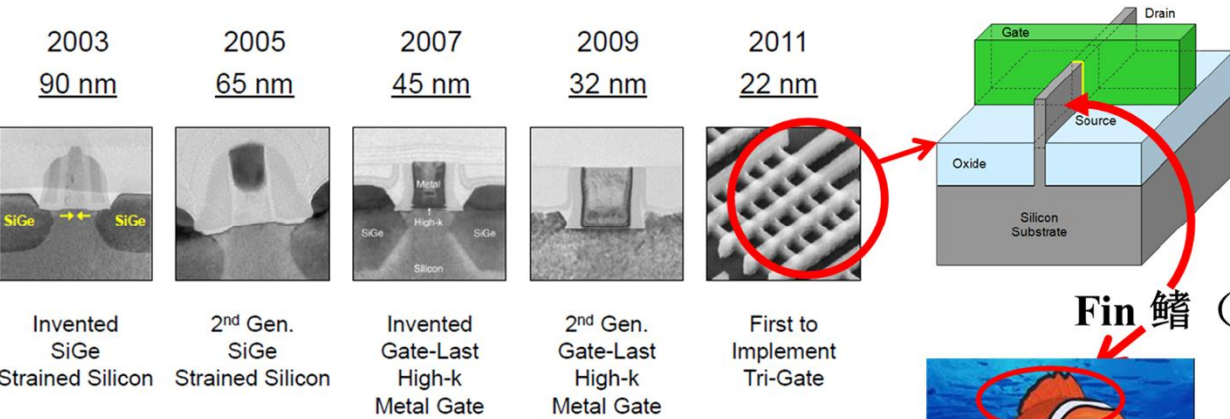 2003
90 nm
2005
65 nm
2007
45 nm
2009
32 nm
2011
22 nm
SiGe
SiGe
Metal
High-k
SiGe
SiGe
Silicon
Invented
SiGe
Strained Silicon
2nd Gen.
SiGe
Strained Silicon
Invented
Gate-Last
High-k
Metal Gate
2nd Gen.
Gate-Last
High-k
Metal Gate
First to
Implement
Tri-Gate
Drain
Gate
Source
Oxide
Silicon
Substrate
Fin 鳍（